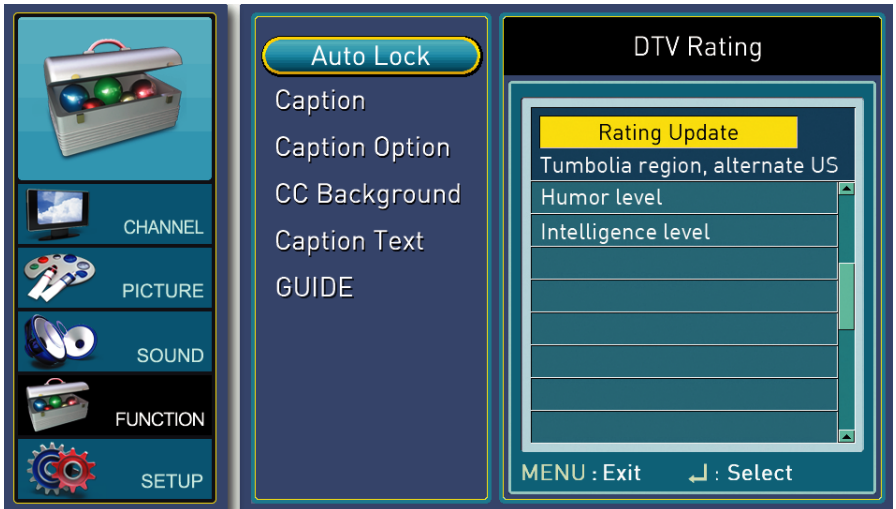 CHANNEL
PICTURE
SOUND
FUNCTION
SETUP
Auto Lock
Caption
Caption Option
CC Background
Caption Text
GUIDE
DTV Rating
Rating Update
Tumbolia region, alternate US
Humor level
Intelligence level
MENU : Exit ↵ : Select